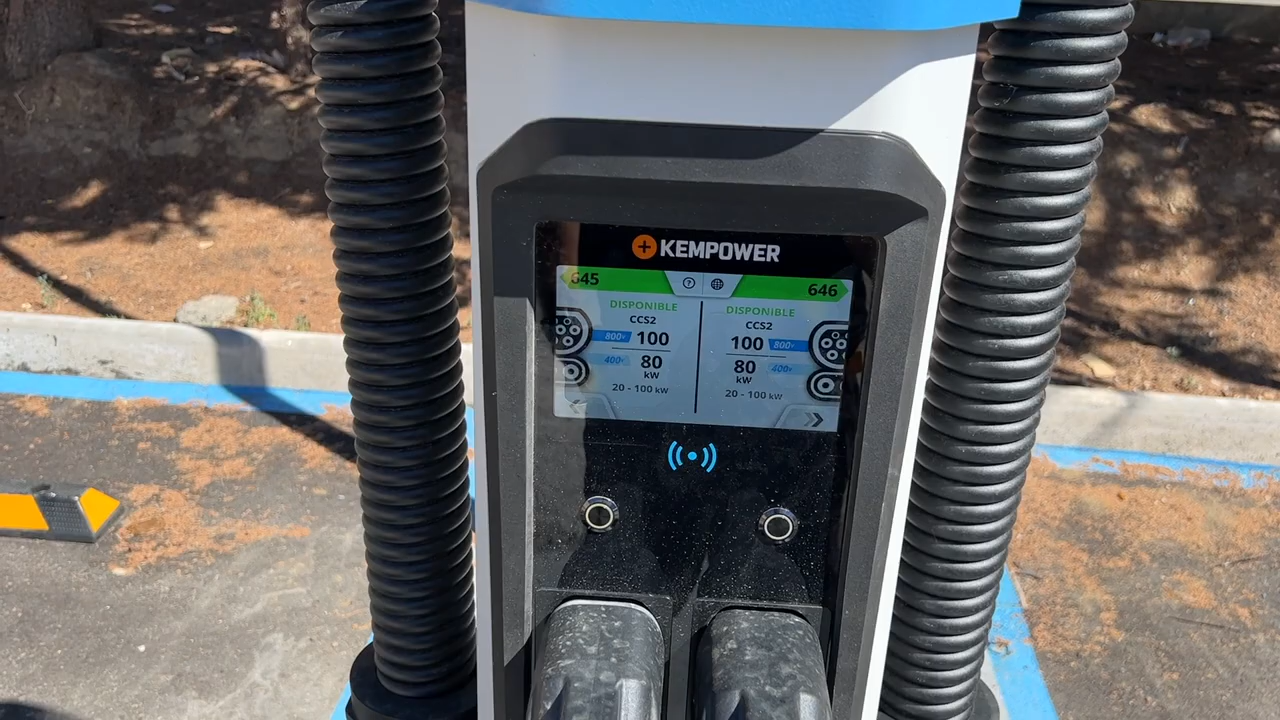 KEMPOWER
645
646
DISPONIBLE
CCS2
800V 100
400V 80
kW
20 - 100 kW
DISPONIBLE
CCS2
100 800V
80 400V
kW
20 - 100 kW